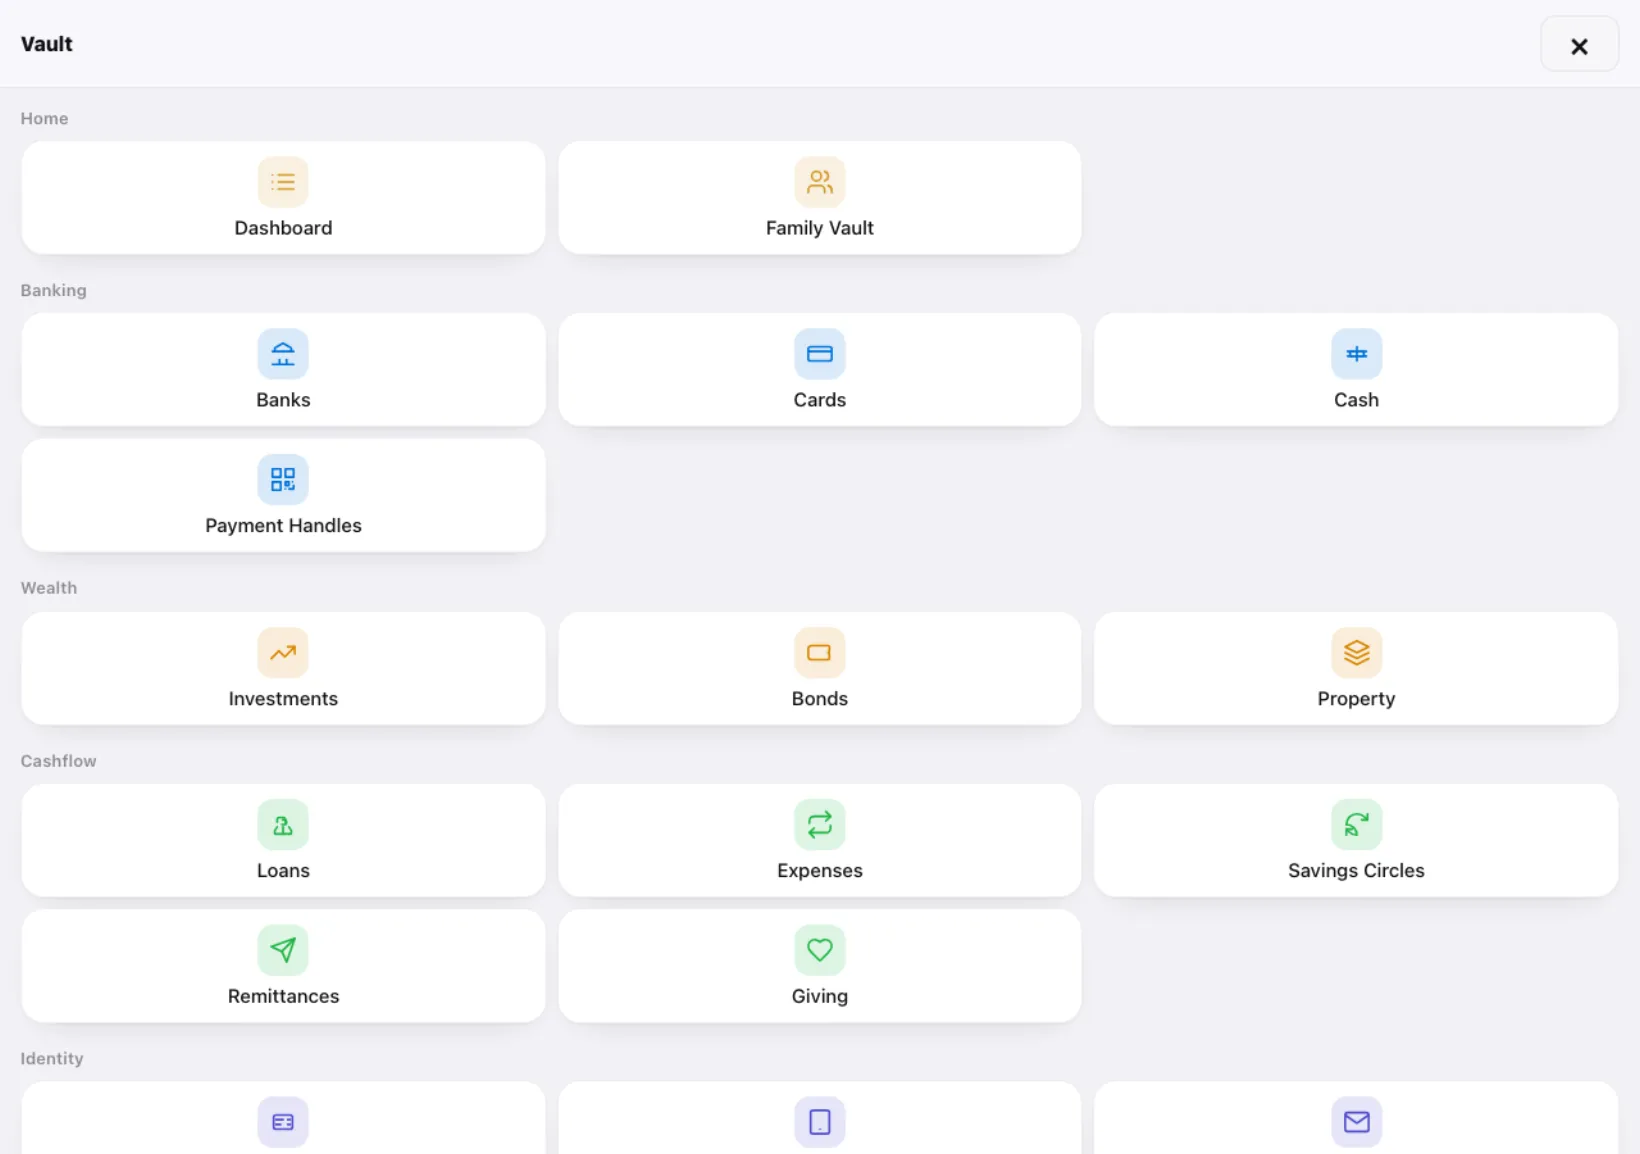 Vault
Home
Dashboard
Family Vault
Banking
Banks
Cards
Cash
Payment Handles
Wealth
Investments
Bonds
Property
Cashflow
Loans
Expenses
Savings Circles
Remittances
Giving
Identity